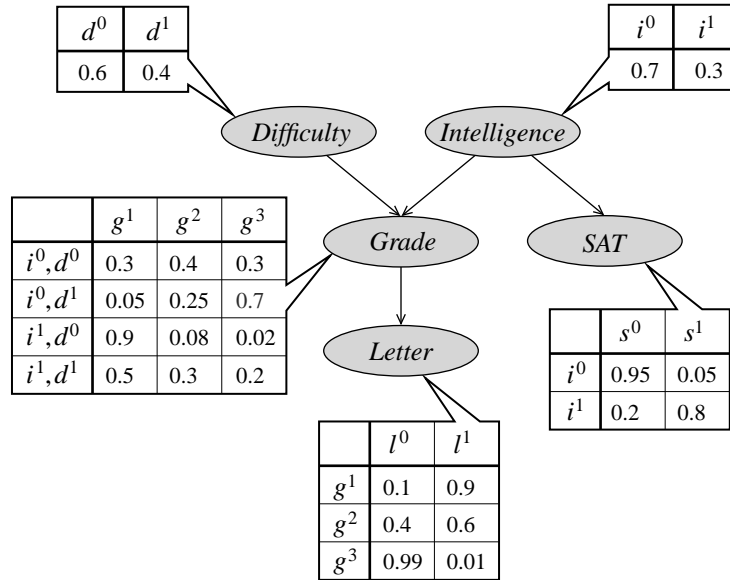 d⁰ d¹
0.6 0.4
i⁰ i¹
0.7 0.3
Difficulty
Intelligence
g¹ g² g³
i⁰,d⁰ 0.3 0.4 0.3
i⁰,d¹ 0.05 0.25 0.7
i¹,d⁰ 0.9 0.08 0.02
i¹,d¹ 0.5 0.3 0.2
Grade
SAT
s⁰ s¹
i⁰ 0.95 0.05
i¹ 0.2 0.8
Letter
l⁰ l¹
g¹ 0.1 0.9
g² 0.4 0.6
g³ 0.99 0.01